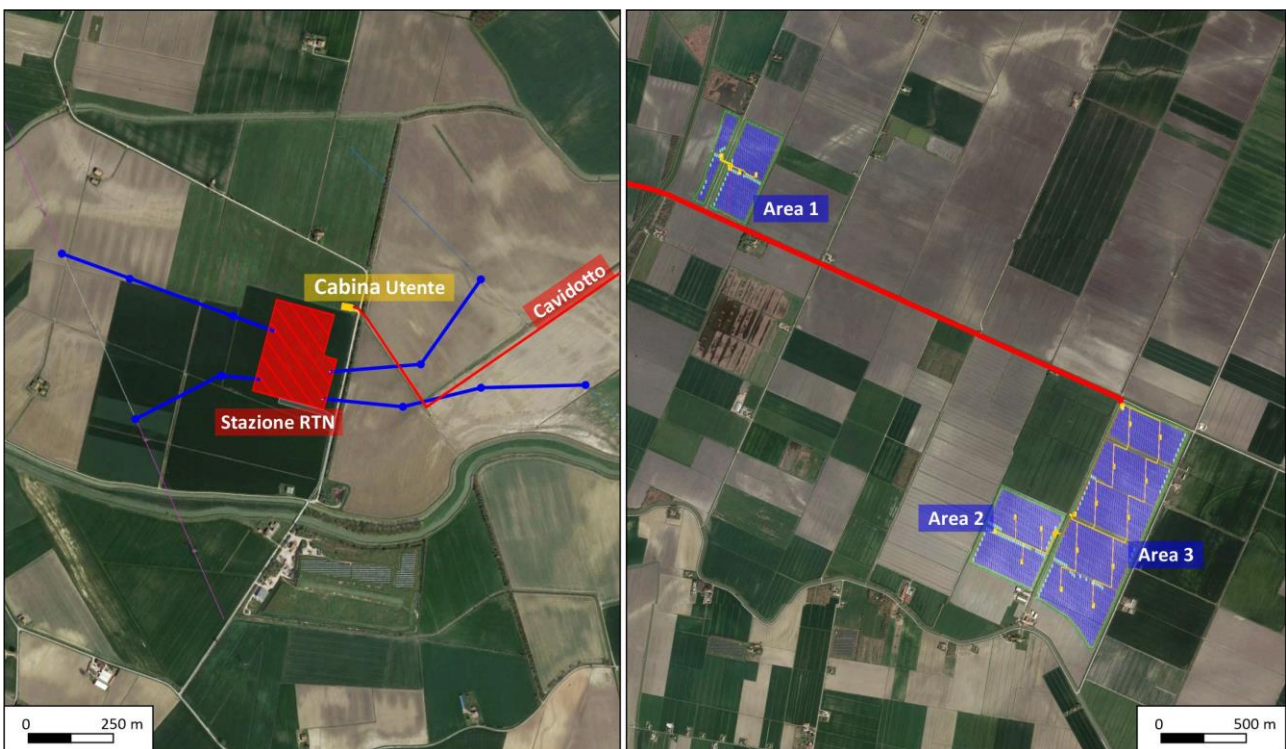 Cabina Utente
Cavidotto
Stazione RTN
0 250 m
Area 1
Area 2
Area 3
0 500 m